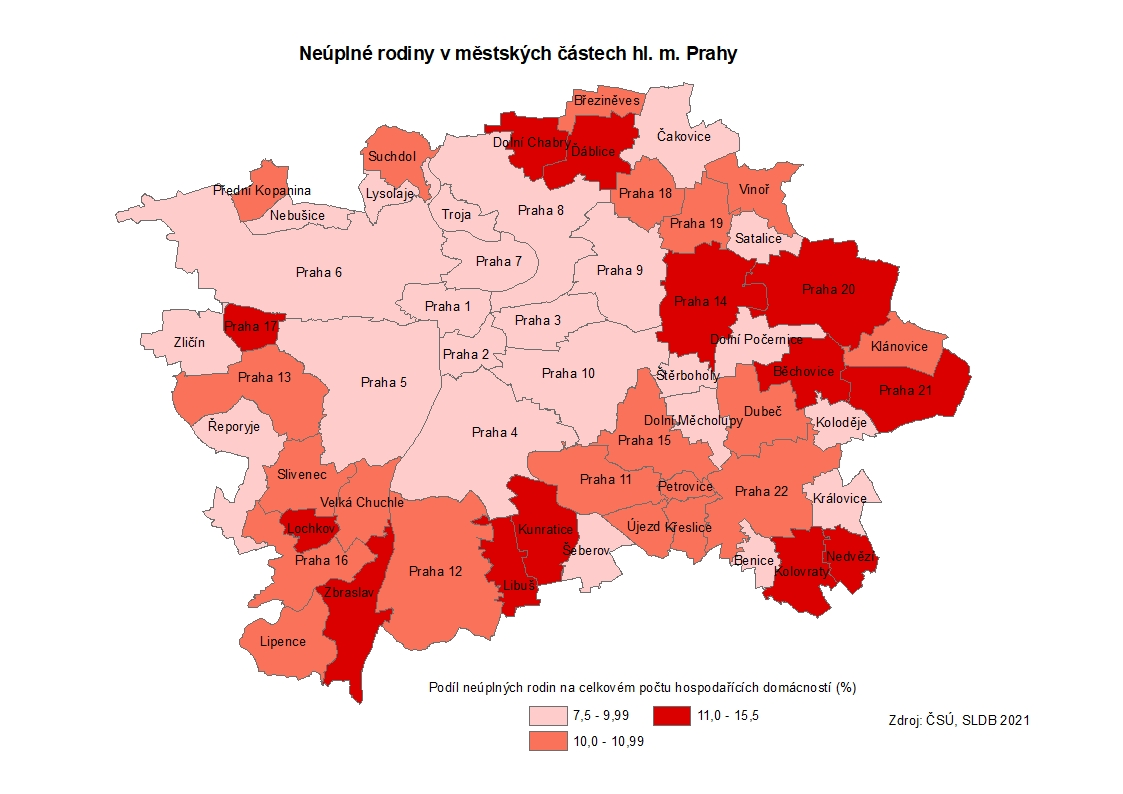 Neúplné rodiny v městských částech hl. m. Prahy
Březiněves
Čakovice
Dolní Chabry
Ďáblice
Suchdol
Přední Kopanina
Lysolaje
Nebušice
Troja
Praha 8
Praha 18
Vinoř
Praha 19
Satalice
Praha 6
Praha 7
Praha 9
Praha 20
Praha 1
Praha 3
Praha 14
Praha 17
Zličín
Dolní Počernice
Klánovice
Praha 2
Praha 10
Štěrboholy
Běchovice
Praha 13
Praha 5
Praha 21
Řeporyje
Praha 4
Dolní Měcholupy
Dubeč
Koloděje
Praha 15
Slivenec
Praha 11
Petrovice
Praha 22
Královice
Velká Chuchle
Lochkov
Kunratice
Újezd
Křeslice
Šeberov
Benice
Kolovraty
Nedvězí
Praha 16
Praha 12
Libuš
Zbraslav
Lipence
Podíl neúplných rodin na celkovém počtu hospodařících domácností (%)
7,5 - 9,99
11,0 - 15,5
10,0 - 10,99
Zdroj: ČSÚ, SLDB 2021